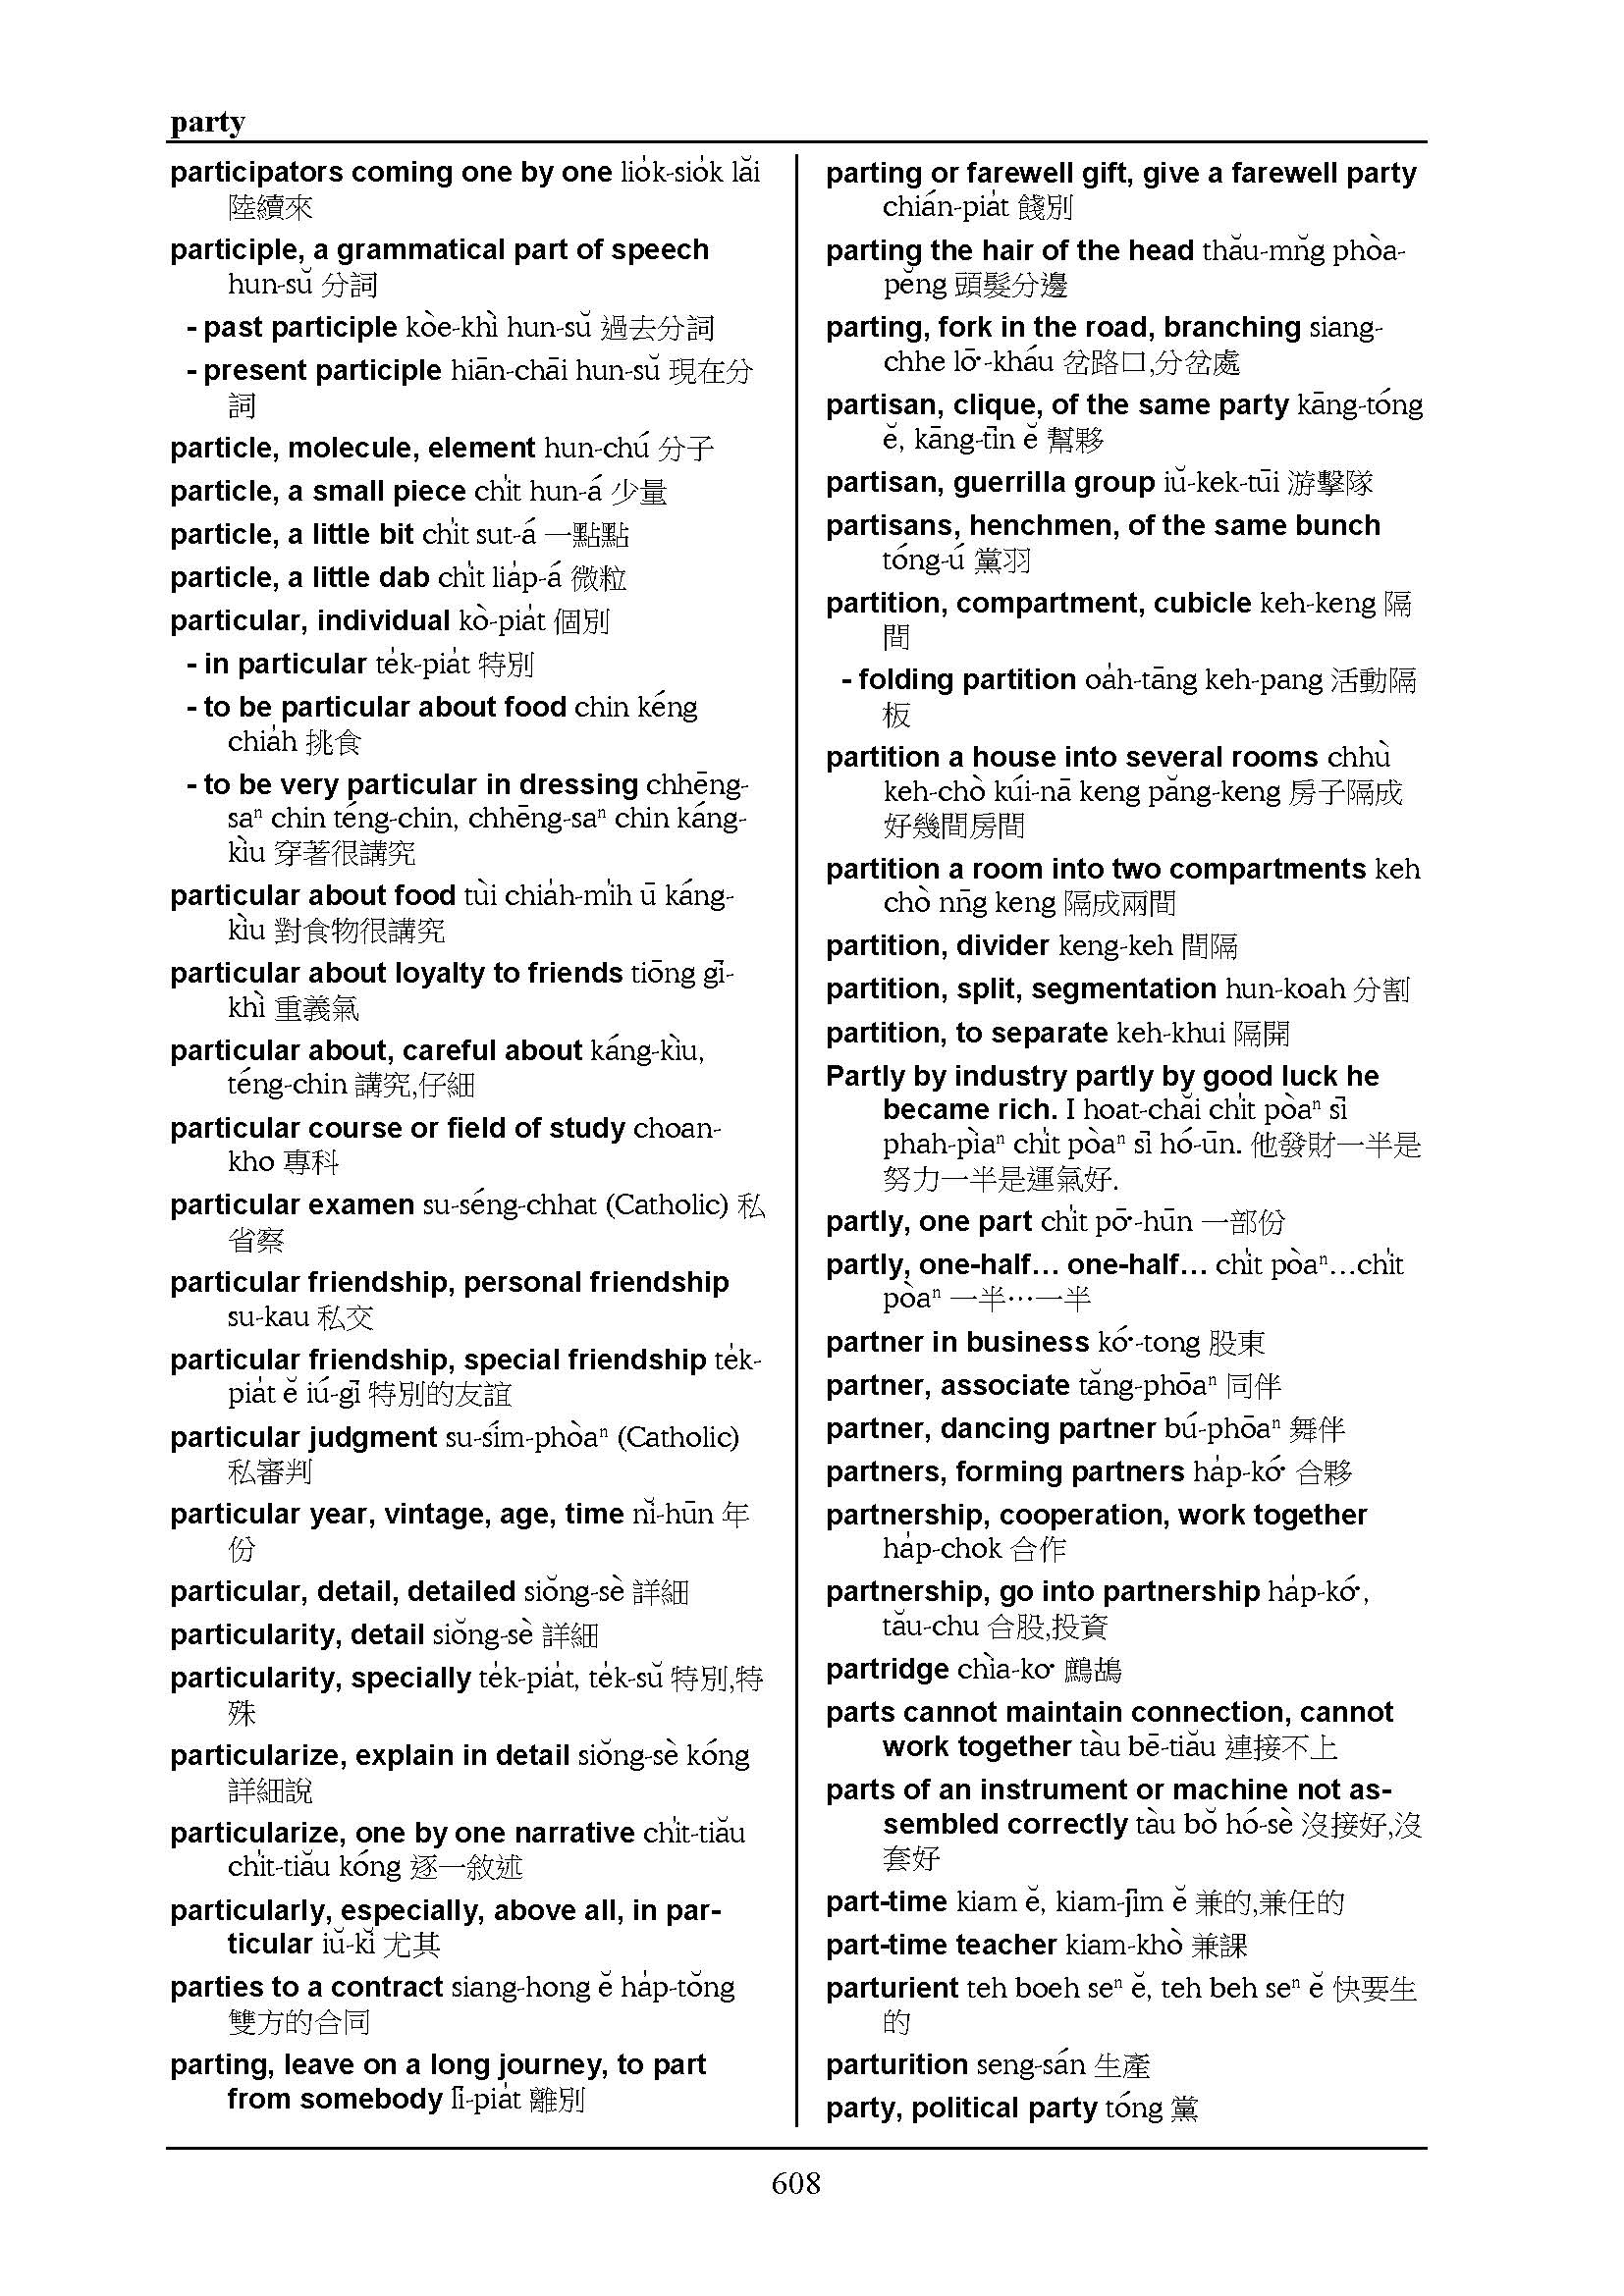 party
participators coming one by one lio̍k-sio̍k lăi
陸續來
participle, a grammatical part of speech
hun-sŭ 分詞
- past participle kòe-khì hun-sŭ 過去分詞
- present participle hiān-chāi hun-sŭ 現在分
詞
particle, molecule, element hun-chú 分子
particle, a small piece chi̍t hun-á 少量
particle, a little bit chi̍t sut-á 一點點
particle, a little dab chi̍t lia̍p-á 微粒
particular, individual kò-pia̍t 個別
- in particular te̍k-pia̍t 特別
- to be particular about food chin kéng
chia̍h 挑食
- to be very particular in dressing chhēng-
saⁿ chin téng-chin, chhēng-saⁿ chin káng-
kìu 穿著很講究
particular about food tùi chia̍h-mi̍h ū káng-
kìu 對食物很講究
particular about loyalty to friends tiōng gī-
khì 重義氣
particular about, careful about káng-kìu,
téng-chin 講究,仔細
particular course or field of study choan-
kho 專科
particular examen su-séng-chhat (Catholic) 私
省察
particular friendship, personal friendship
su-kau 私交
particular friendship, special friendship te̍k-
pia̍t ĕ iú-gī 特別的友誼
particular judgment su-sím-phòaⁿ (Catholic)
私審判
particular year, vintage, age, time nĭ-hūn 年
份
particular, detail, detailed siŏng-sè 詳細
particularity, detail siŏng-sè 詳細
particularity, specially te̍k-pia̍t, te̍k-sŭ 特別,特
殊
particularize, explain in detail siŏng-sè kóng
詳細說
particularize, one by one narrative chi̍t-tiău
chi̍t-tiău kóng 逐一敘述
particularly, especially, above all, in par-
ticular iŭ-kĭ 尤其
parties to a contract siang-hong ĕ ha̍p-tŏng
雙方的合同
parting, leave on a long journey, to part
from somebody lī-pia̍t 離別
parting or farewell gift, give a farewell party
chián-pia̍t 餞別
parting the hair of the head thău-mn̆g phòa-
pĕng 頭髮分邊
parting, fork in the road, branching siang-
chhe lō͘-kháu 岔路口,分岔處
partisan, clique, of the same party kāng-tóng
ĕ, kāng-tīn ĕ 幫夥
partisan, guerrilla group iŭ-kek-tūi 游擊隊
partisans, henchmen, of the same bunch
tóng-ú 黨羽
partition, compartment, cubicle keh-keng 隔
間
- folding partition oa̍h-tāng keh-pang 活動隔
板
partition a house into several rooms chhù
keh-chò kúi-nā keng păng-keng 房子隔成
好幾間房間
partition a room into two compartments keh
chò nn̄g keng 隔成兩間
partition, divider keng-keh 間隔
partition, split, segmentation hun-koah 分割
partition, to separate keh-khui 隔開
Partly by industry partly by good luck he
became rich. I hoat-chăi chi̍t pòaⁿ sī
phah-pìaⁿ chi̍t pòaⁿ sī hó-ūn. 他發財一半是
努力一半是運氣好.
partly, one part chi̍t pō͘-hūn 一部份
partly, one-half… one-half… chi̍t pòaⁿ…chi̍t
pòaⁿ 一半…一半
partner in business kó͘-tong 股東
partner, associate tăng-phōaⁿ 同伴
partner, dancing partner bú-phōaⁿ 舞伴
partners, forming partners ha̍p-kó͘ 合夥
partnership, cooperation, work together
ha̍p-chok 合作
partnership, go into partnership ha̍p-kó͘,
tău-chu 合股,投資
partridge chìa-ko͘ 鷓鴣
parts cannot maintain connection, cannot
work together tàu bē-tiău 連接不上
parts of an instrument or machine not as-
sembled correctly tàu bŏ hó-sè 沒接好,沒
套好
part-time kiam ĕ, kiam-jīm ĕ 兼的,兼任的
part-time teacher kiam-khò 兼課
parturient teh boeh seⁿ ĕ, teh beh seⁿ ĕ 快要生
的
parturition seng-sán 生產
party, political party tóng 黨
608